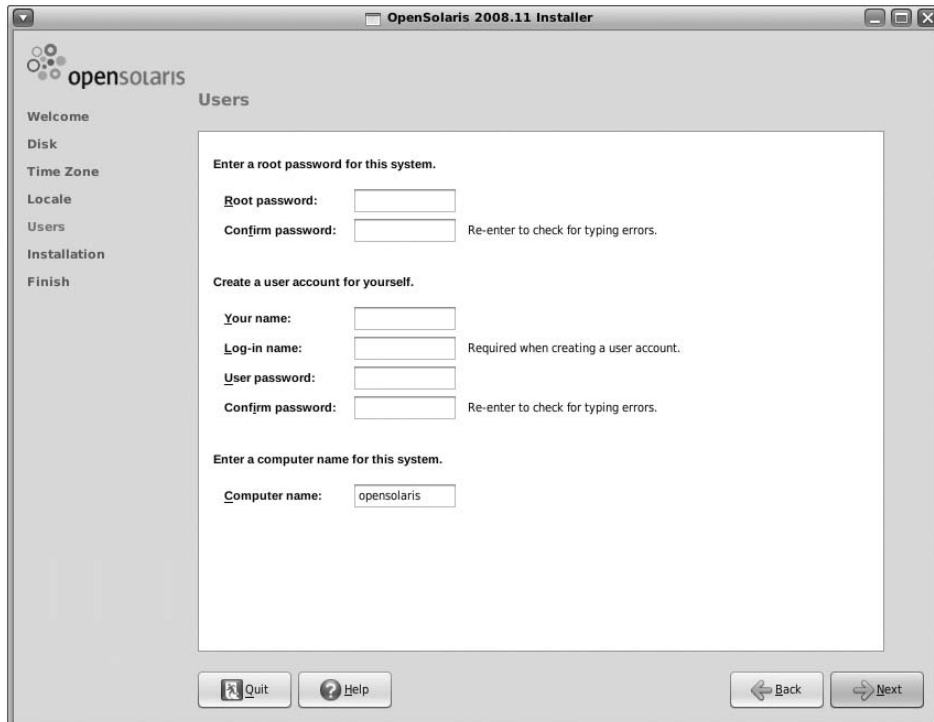 OpenSolaris 2008.11 Installer
opensolaris
Users
Welcome
Disk
Time Zone
Locale
Users
Installation
Finish
Enter a root password for this system.
Root password:
Confirm password: Re-enter to check for typing errors.
Create a user account for yourself.
Your name:
Log-in name: Required when creating a user account.
User password:
Confirm password: Re-enter to check for typing errors.
Enter a computer name for this system.
Computer name: opensolaris
Quit Help Back Next